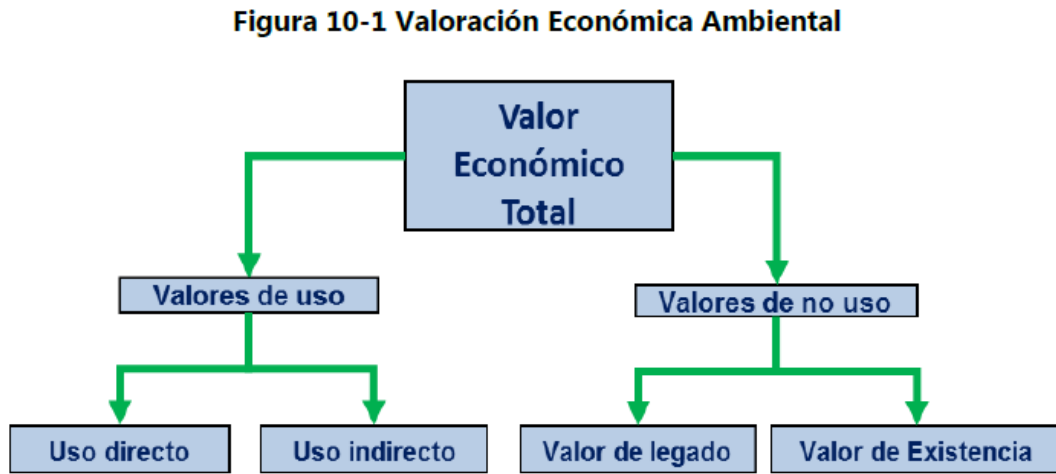 Figura 10-1 Valoración Económica Ambiental
Valor
Económico
Total
Valores de uso
Valores de no uso
Uso directo
Uso indirecto
Valor de legado
Valor de Existencia